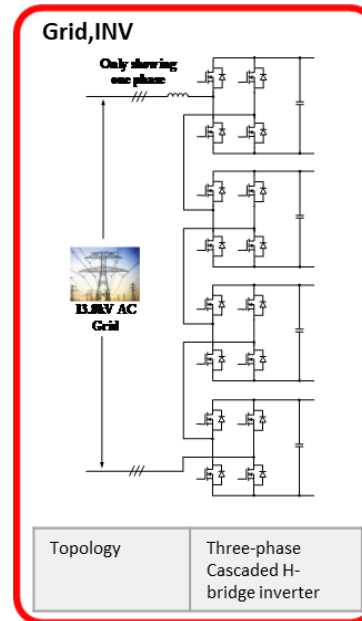 Grid,INV
Only showing
one phase
13.8kV AC
Grid
Topology
Three-phase
Cascaded H-
bridge inverter